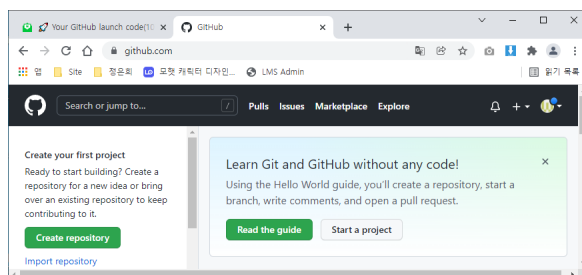 Your GitHub launch code(1(
GitHub
github.com
앱
Site
정은희
모캣 캐릭터 디자인...
LMS Admin
읽기 목록
Search or jump to...
/
Pulls
Issues
Marketplace
Explore
Create your first project
Ready to start building? Create a
repository for a new idea or bring
over an existing repository to keep
contributing to it.
Create repository
Import repository
Learn Git and GitHub without any code!
Using the Hello World guide, you'll create a repository, start a
branch, write comments, and open a pull request.
Read the guide
Start a project